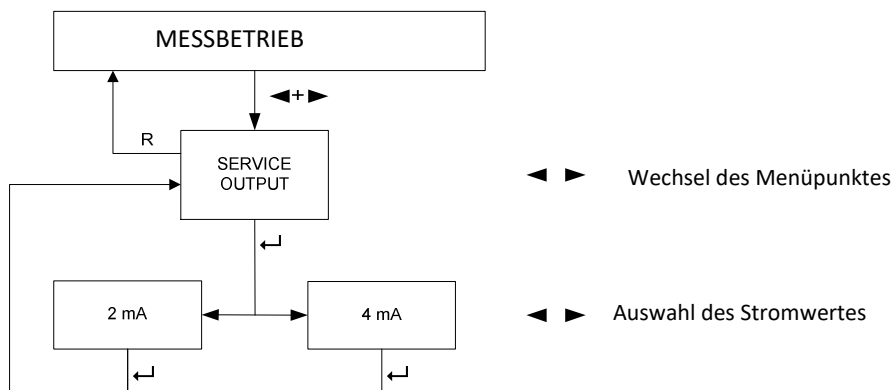 MESSBETRIEB
+
R
SERVICE
OUTPUT
Wechsel des Menüpunktes
2 mA
4 mA
Auswahl des Stromwertes